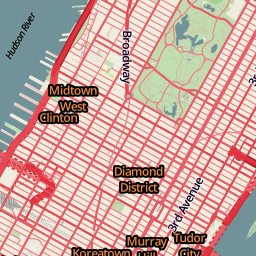 Hudson River
Broadway
Midtown
West
Clinton
Diamond
District
3rd Avenue
Murray
Tudor
City
Koreatown